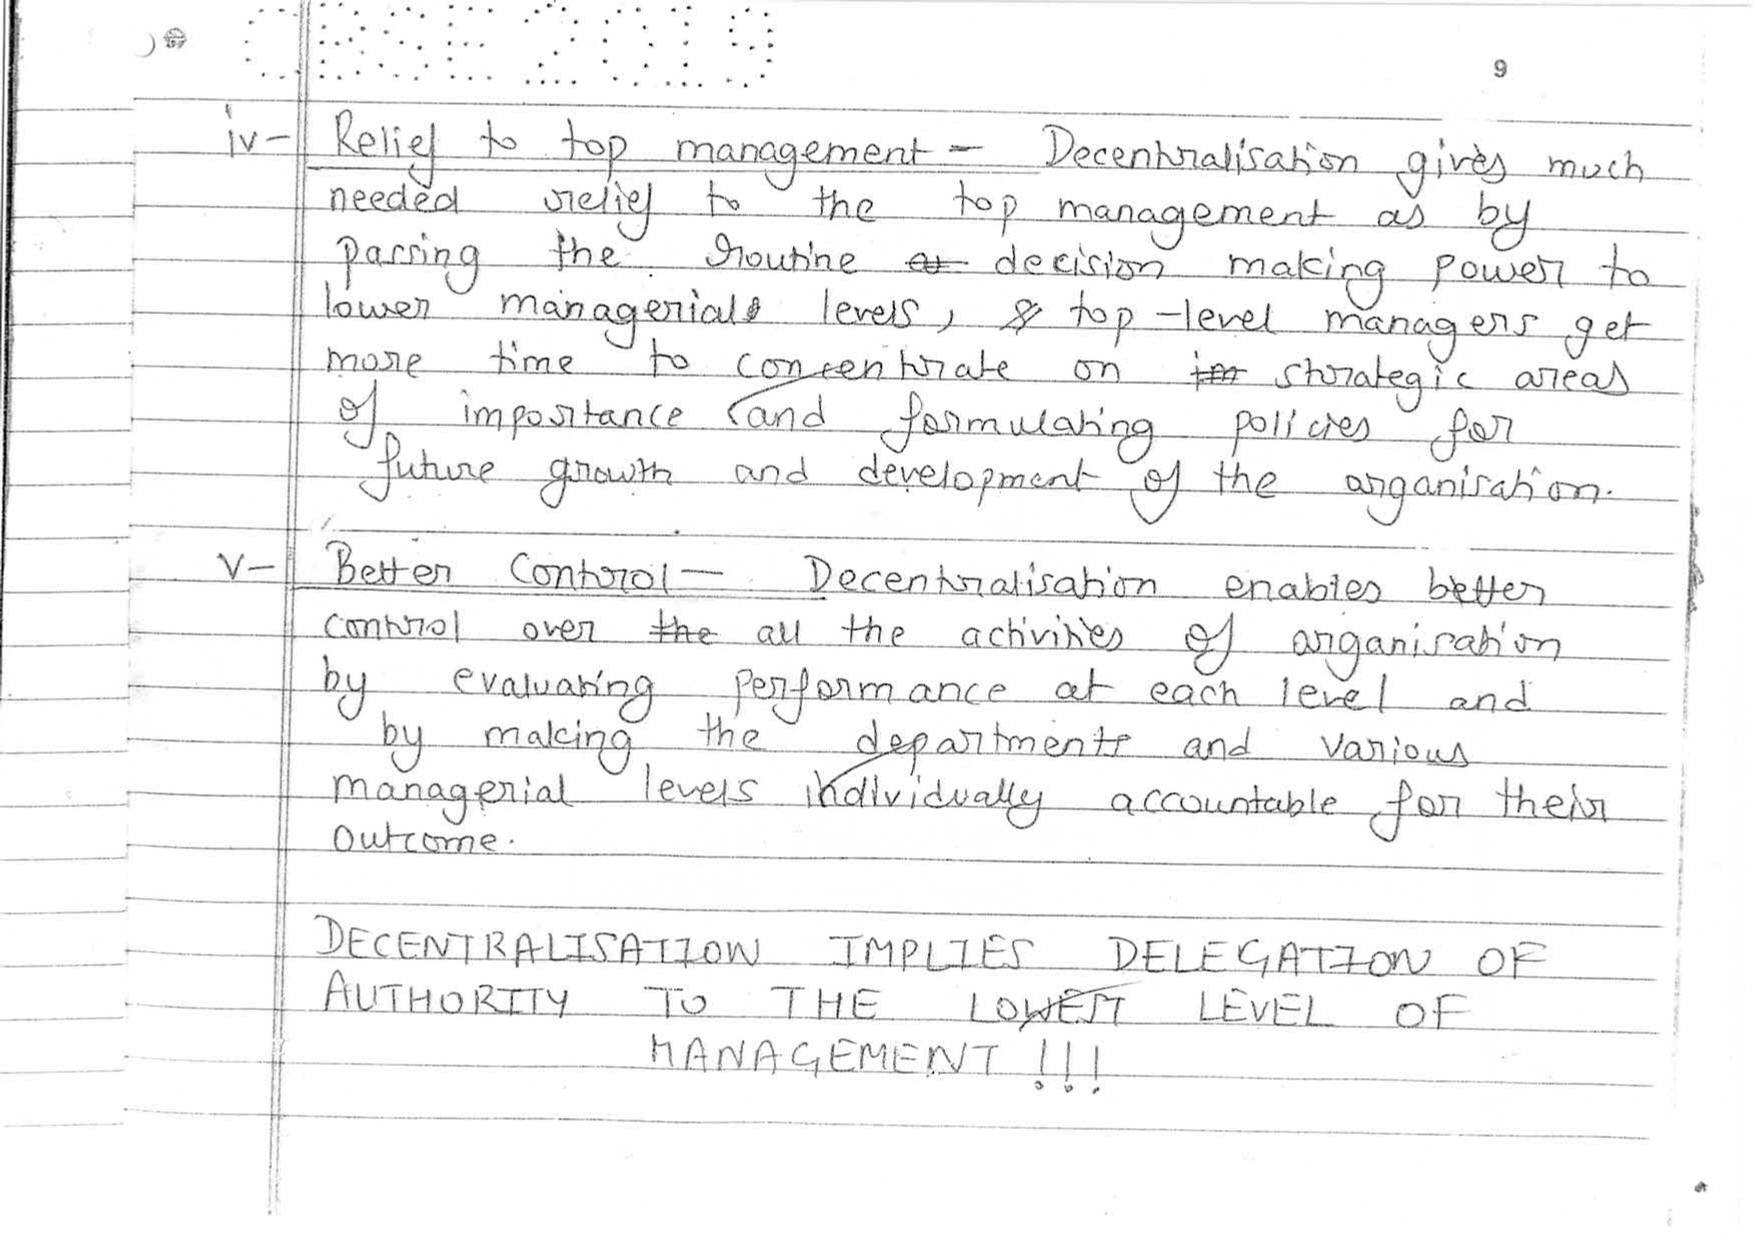 CBSE 2019
9
iv- Relief to top management - Decentralisation gives much
needed relief to the top management as by
passing the routine decision making power to
lower managerial levels, top-level managers get
more time to concentrate on strategic areas
of importance and formulating policies for
future growth and development of the organisation.
v- Better Control - Decentralisation enables better
control over the all the activities of organisation
by evaluating performance at each level and
by making the departments and various
managerial levels individually accountable for their
outcome.
DECENTRALISATION IMPLIES DELEGATION OF
AUTHORITY TO THE LOWEST LEVEL OF
MANAGEMENT !!!